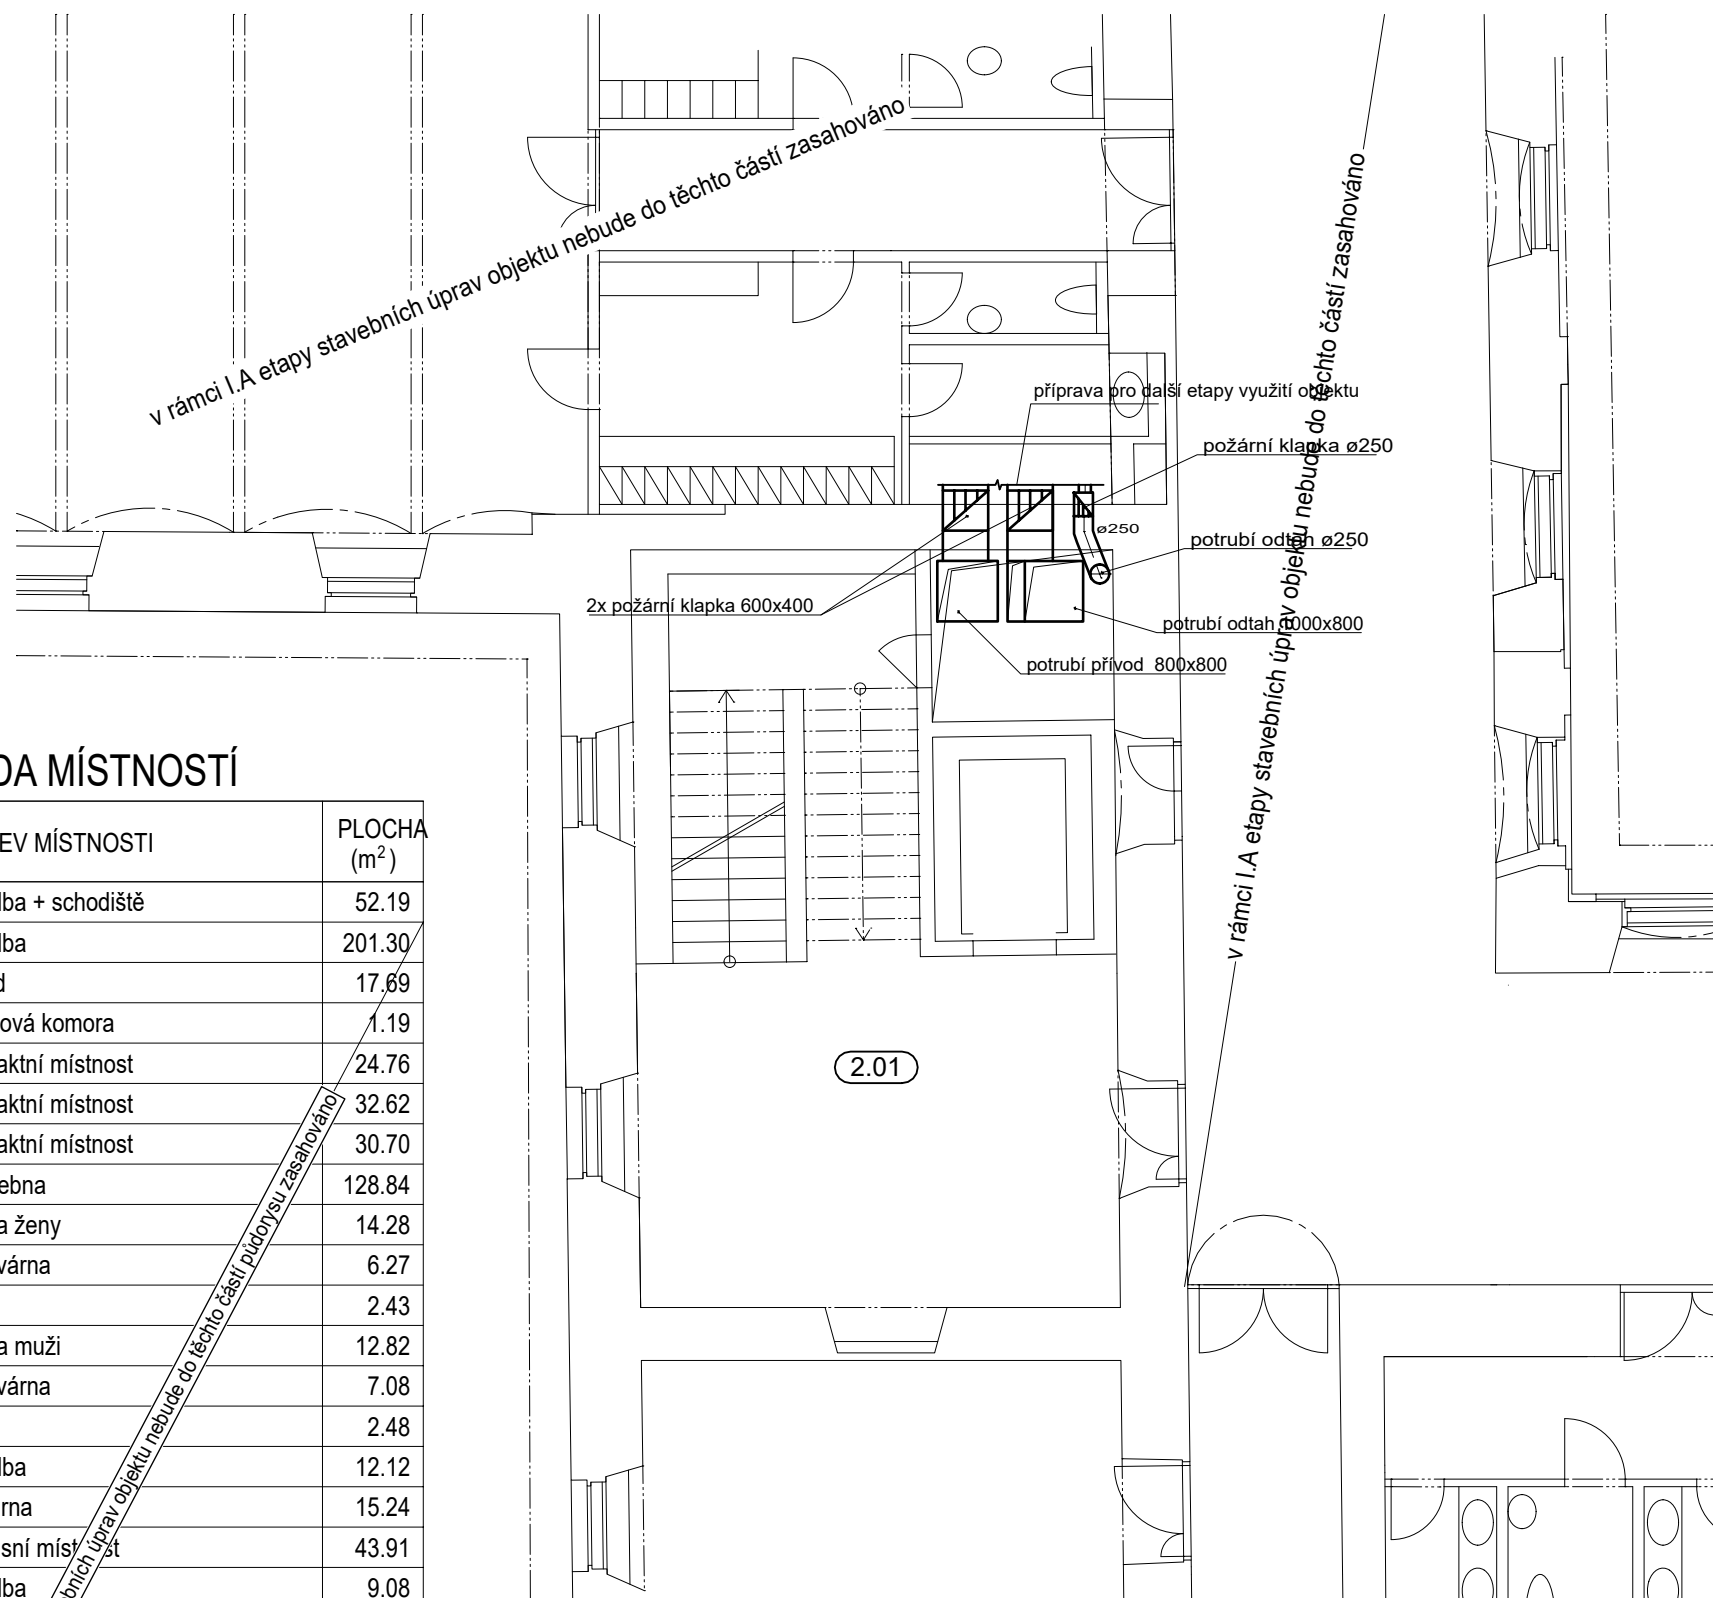 v rámci I.A etapy stavebních úprav objektu nebude do těchto částí zasahováno
v rámci I.A etapy stavebních úprav objektu nebude do těchto částí zasahováno
příprava pro další etapy využití objektu
požární klapka ø250
ø250
potrubí odtah ø250
2x požární klapka 600x400
potrubí odtah 1000x800
potrubí přívod 800x800
2.01
DA MÍSTNOSTÍ
EV MÍSTNOSTI PLOCHA
(m²)
lba + schodiště 52.19
lba 201.30
d 17.69
ová komora 1.19
aktní místnost 24.76
aktní místnost 32.62
aktní místnost 30.70
ebna 128.84
a ženy 14.28
várna 6.27
2.43
a muži 12.82
várna 7.08
2.48
lba 12.12
rna 15.24
sní místnost 43.91
lba 9.08
bních úprav objektu nebude do těchto částí půdorysu zasahováno